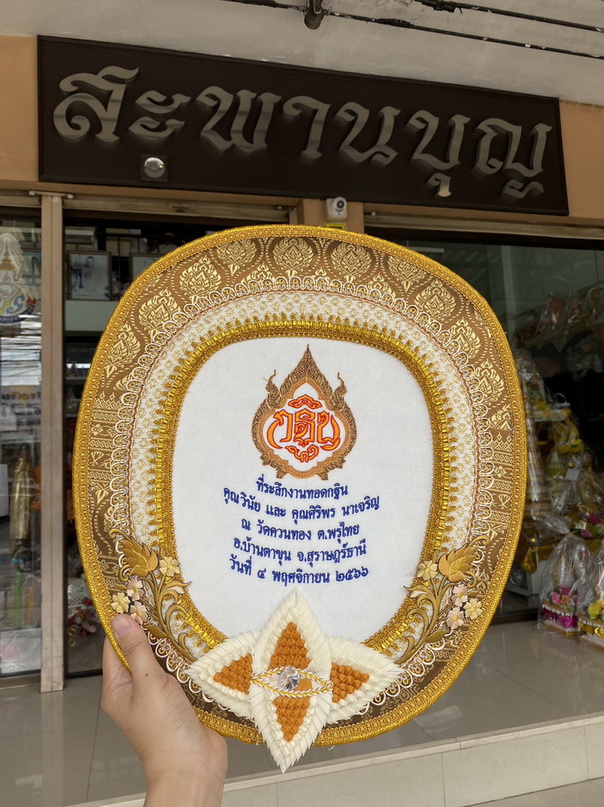 สะพานบุญ
กฐิน
ที่ระลึกงานทอดกฐิน
คุณวินัย และ คุณศิริพร นาเจริญ
ณ วัดควนทอง ต.พรุไทย
อ.บ้านตาขุน จ.สุราษฎร์ธานี
วันที่ ๔ พฤศจิกายน ๒๕๖๖